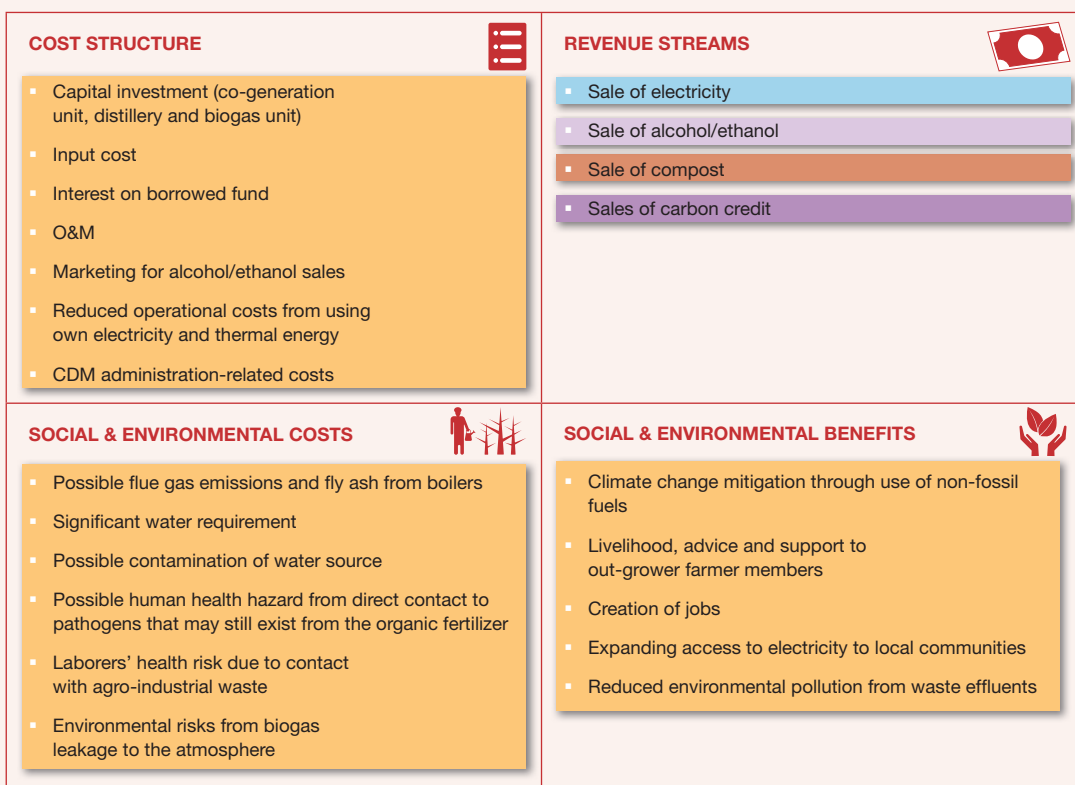 COST STRUCTURE
▪ Capital investment (co-generation
unit, distillery and biogas unit)
▪ Input cost
▪ Interest on borrowed fund
▪ O&M
▪ Marketing for alcohol/ethanol sales
▪ Reduced operational costs from using
own electricity and thermal energy
▪ CDM administration-related costs
REVENUE STREAMS
▪ Sale of electricity
▪ Sale of alcohol/ethanol
▪ Sale of compost
▪ Sales of carbon credit
SOCIAL & ENVIRONMENTAL COSTS
▪ Possible flue gas emissions and fly ash from boilers
▪ Significant water requirement
▪ Possible contamination of water source
▪ Possible human health hazard from direct contact to
pathogens that may still exist from the organic fertilizer
▪ Laborers’ health risk due to contact
with agro-industrial waste
▪ Environmental risks from biogas
leakage to the atmosphere
SOCIAL & ENVIRONMENTAL BENEFITS
▪ Climate change mitigation through use of non-fossil
fuels
▪ Livelihood, advice and support to
out-grower farmer members
▪ Creation of jobs
▪ Expanding access to electricity to local communities
▪ Reduced environmental pollution from waste effluents